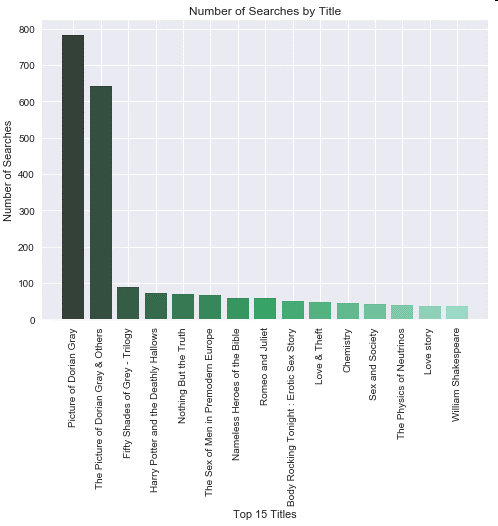 Number of Searches by Title
800
700
600
500
400
300
200
100
0
Number of Searches
Picture of Dorian Gray
The Picture of Dorian Gray & Others
Fifty Shades of Grey - Trilogy
Harry Potter and the Deathly Hallows
Nothing But the Truth
The Sex of Men in Premodern Europe
Nameless Heroes of the Bible
Romeo and Juliet
Body Rocking Tonight : Erotic Sex Story
Love & Theft
Chemistry
Sex and Society
The Physics of Neutrinos
Love story
William Shakespeare
Top 15 Titles